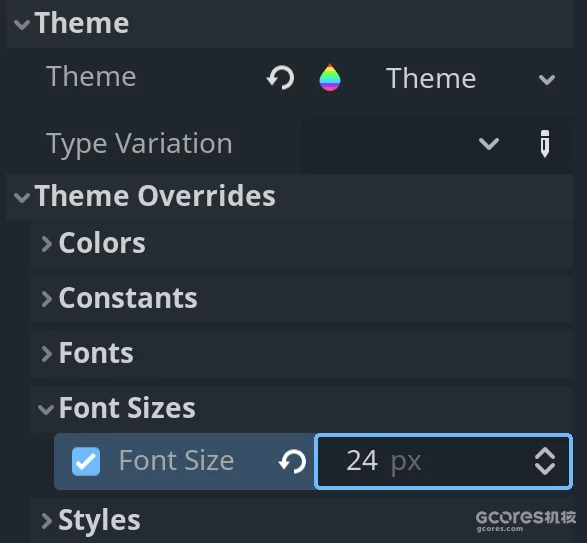 Theme
Theme Theme
Type Variation
Theme Overrides
Colors
Constants
Fonts
Font Sizes
Font Size 24 px
Styles
GCORES机核
gcores.com